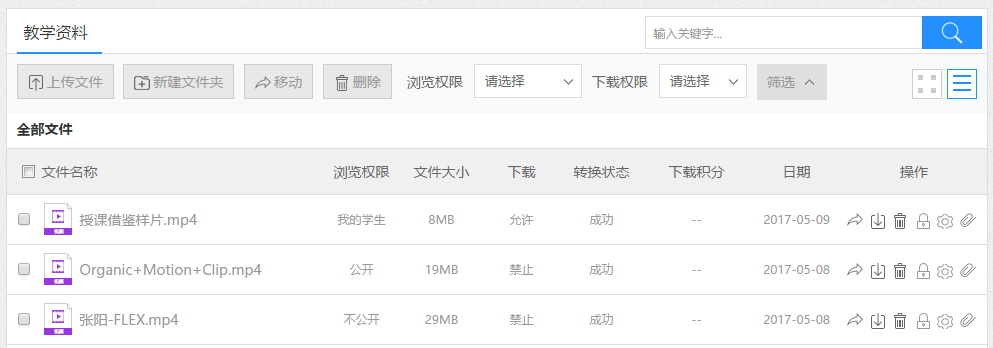 教学资料
输入关键字...
上传文件 新建文件夹 移动 删除 浏览权限 请选择 下载权限 请选择 筛选
全部文件
文件名称 浏览权限 文件大小 下载 转换状态 下载积分 日期 操作
授课借鉴样片.mp4 我的学生 8MB 允许 成功 -- 2017-05-09
Organic+Motion+Clip.mp4 公开 19MB 禁止 成功 -- 2017-05-08
张阳-FLEX.mp4 不公开 29MB 禁止 成功 -- 2017-05-08